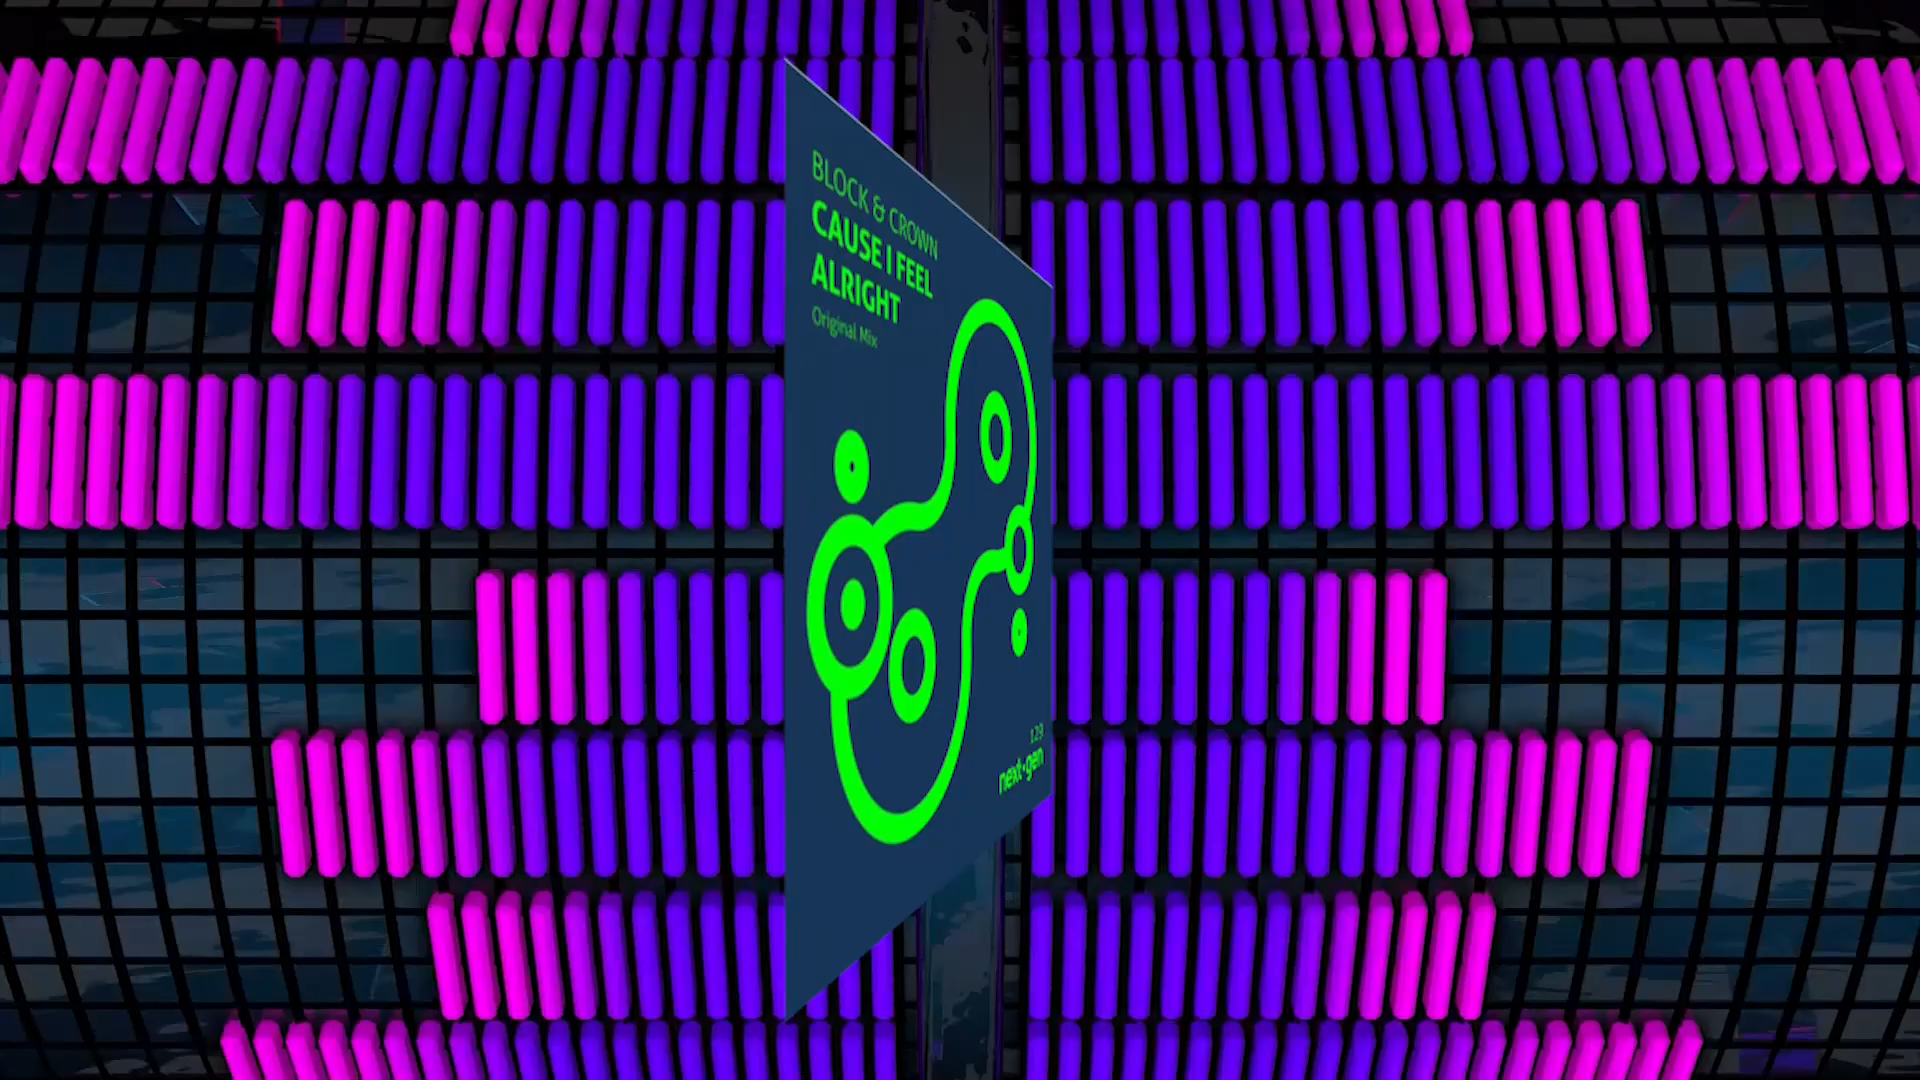 BLOCK & CROWN
CAUSE I FEEL
ALRIGHT
Original Mix
129
next·gen